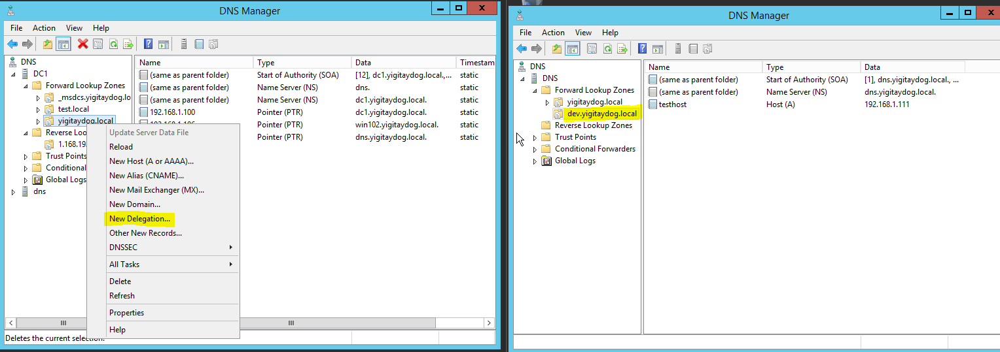 DNS Manager
File Action View Help
DNS
DC1
Forward Lookup Zones
_msdcs.yigitaydog.lo
test.local
yigitaydog.local
Reverse Loo
1.168.19
Trust Points
Conditional
Global Logs
dns
Name Type Data Timestam
(same as parent folder) Start of Authority (SOA) [12], dc1.yigitaydog.local.,... static
(same as parent folder) Name Server (NS) dns. static
(same as parent folder) Name Server (NS) dc1.yigitaydog.local. static
192.168.1.100 Pointer (PTR) dc1.yigitaydog.local. static
192.168.1.106 Pointer (PTR) win102.yigitaydog.local. static
Pointer (PTR) dns.yigitaydog.local. static
Update Server Data File
Reload
New Host (A or AAAA)...
New Alias (CNAME)...
New Mail Exchanger (MX)...
New Domain...
New Delegation...
Other New Records...
DNSSEC
All Tasks
Delete
Refresh
Properties
Help
Deletes the current selection.
DNS Manager
File Action View Help
DNS
DNS
Forward Lookup Zones
yigitaydog.local
dev.yigitaydog.local
Reverse Lookup Zones
Trust Points
Conditional Forwarders
Global Logs
Name Type Data
(same as parent folder) Start of Authority (SOA) [1], dns.yigitaydog.local., ...
(same as parent folder) Name Server (NS) dns.yigitaydog.local.
testhost Host (A) 192.168.1.111